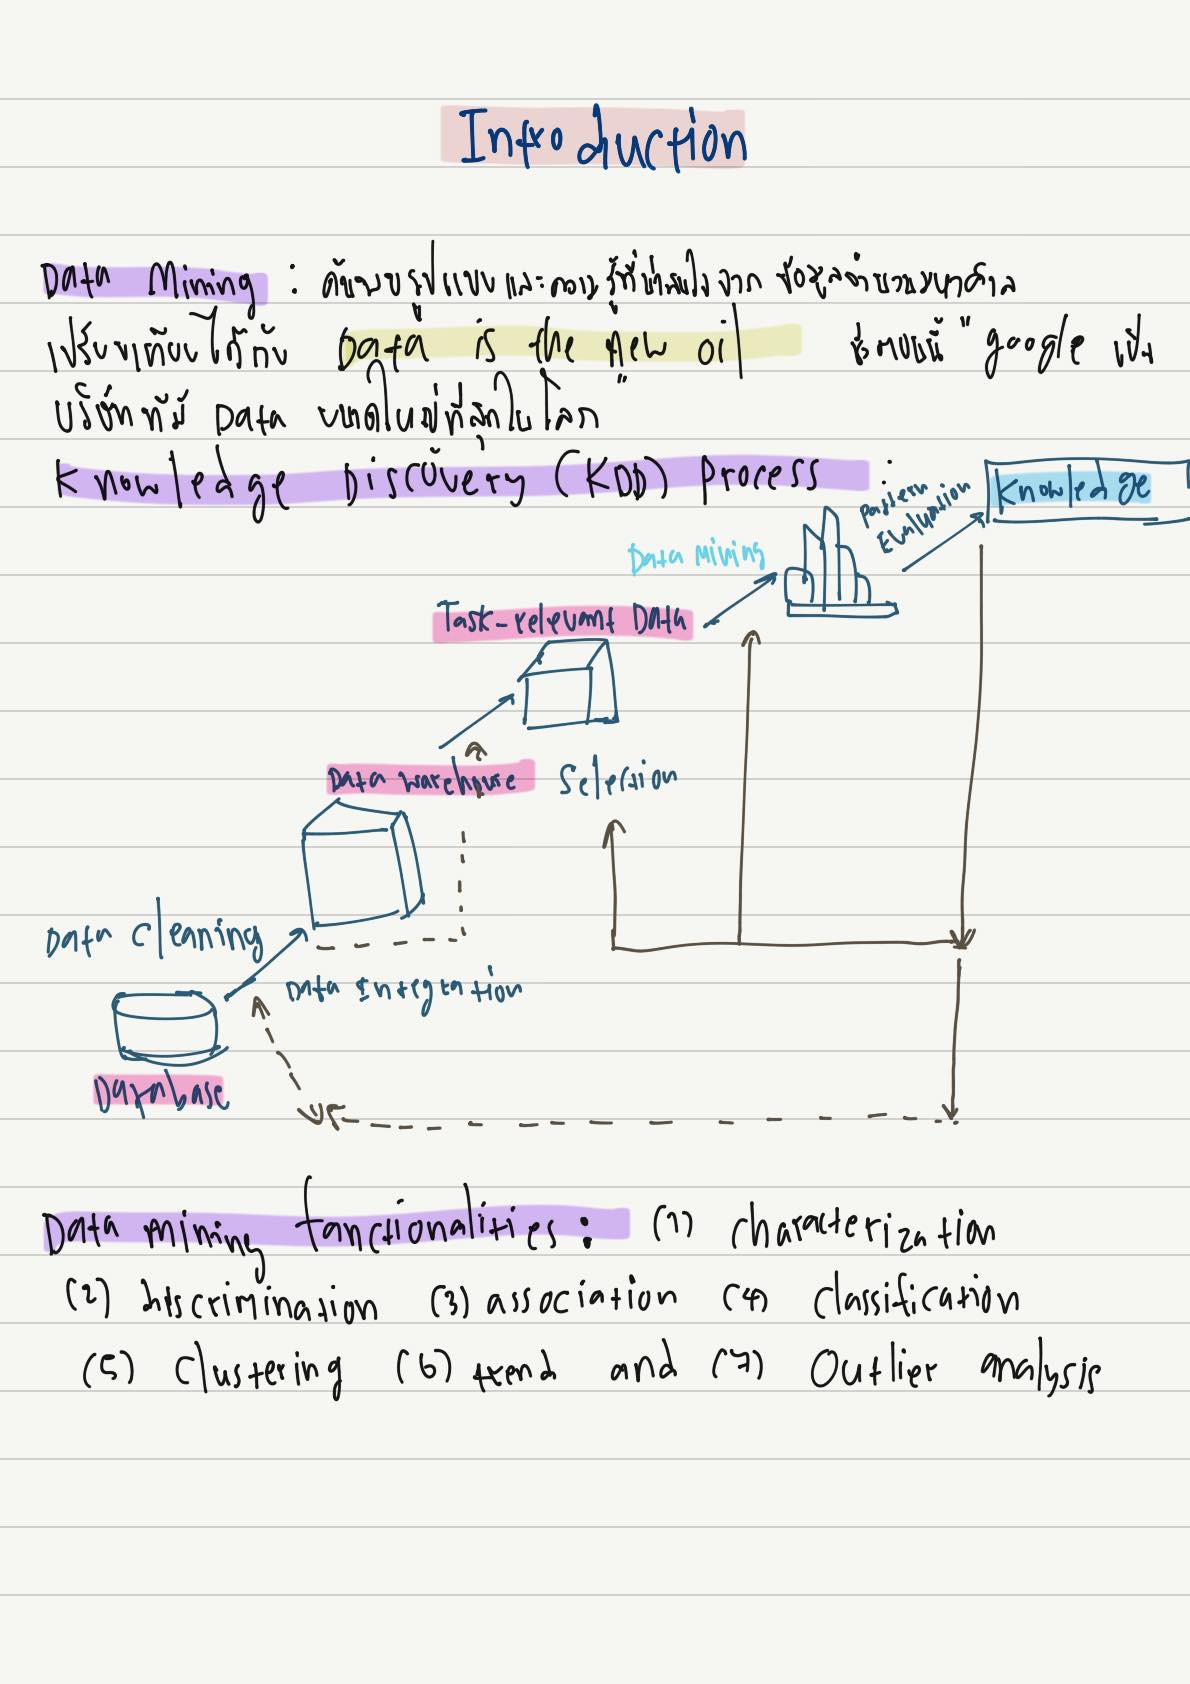 Introduction
Data Mining : ค้นพบรูปแบบและความรู้ที่น่าสนใจจาก ข้อมูลจำนวนมหาศาล
เปรียบเทียบได้กับ Data is the new oil ซึ่งตอนนี้ "google เป็น
บริษัทที่มี Data ขนาดใหญ่ที่สุดในโลก"
Knowledge Discovery (KDD) Process :
Knowledge
Pattern
Evaluation
Data Mining
Task-relevant Data
Data warehouse Selection
Data Cleaning
Data Integration
Database
Data mining functionalities: (1) characterization
(2) discrimination (3) association (4) classification
(5) Clustering (6) trend and (7) Outlier analysis